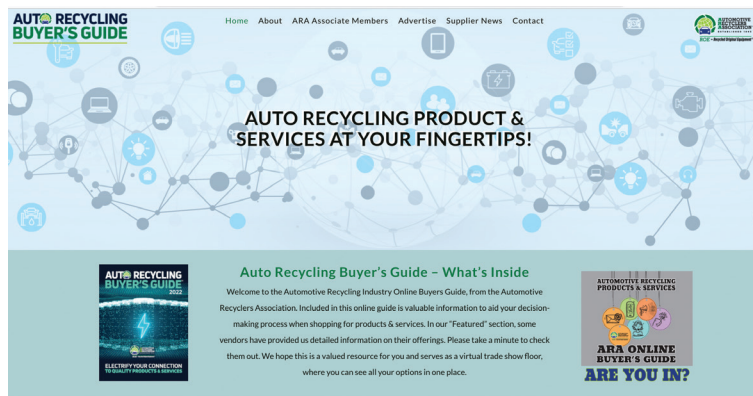 AUTO RECYCLING
BUYER'S GUIDE
Home About ARA Associate Members Advertise Supplier News Contact
AUTOMOTIVE
RECYCLERS
ASSOCIATION
AUTO RECYCLING PRODUCT &
SERVICES AT YOUR FINGERTIPS!
AUTO RECYCLING
BUYER'S GUIDE
2022
ELECTRIFY YOUR CONNECTION
TO QUALITY PRODUCTS & SERVICES
Auto Recycling Buyer's Guide – What's Inside
Welcome to the Automotive Recycling Industry Online Buyers Guide, from the Automotive
Recyclers Association. Included in this online guide is valuable information to aid your decision-
making process when shopping for products & services. In our "Featured" section, some
vendors have provided us detailed information on their offerings. Please take a minute to check
them out. We hope this is a valued resource for you and serves as a virtual trade show floor,
where you can see all your options in one place.
AUTOMOTIVE RECYCLING
PRODUCTS & SERVICES
ARA ONLINE
BUYER'S GUIDE
ARE YOU IN?